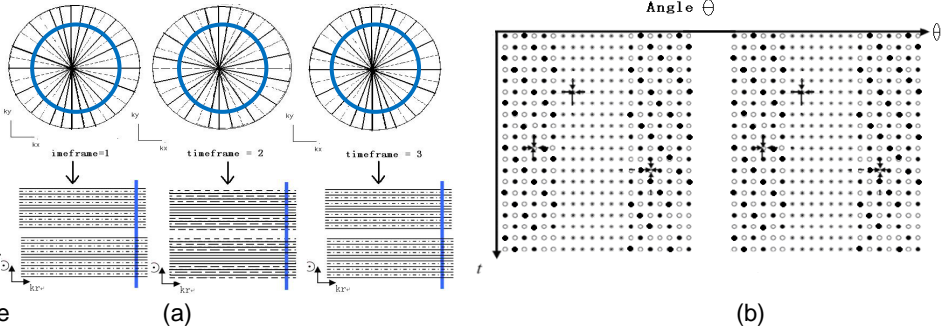 Angle θ
θ
ky
kx
ky
kx
ky
kx
imeframe=1
timeframe = 2
timeframe = 3
kr
kr
kr
t
e
(a)
(b)